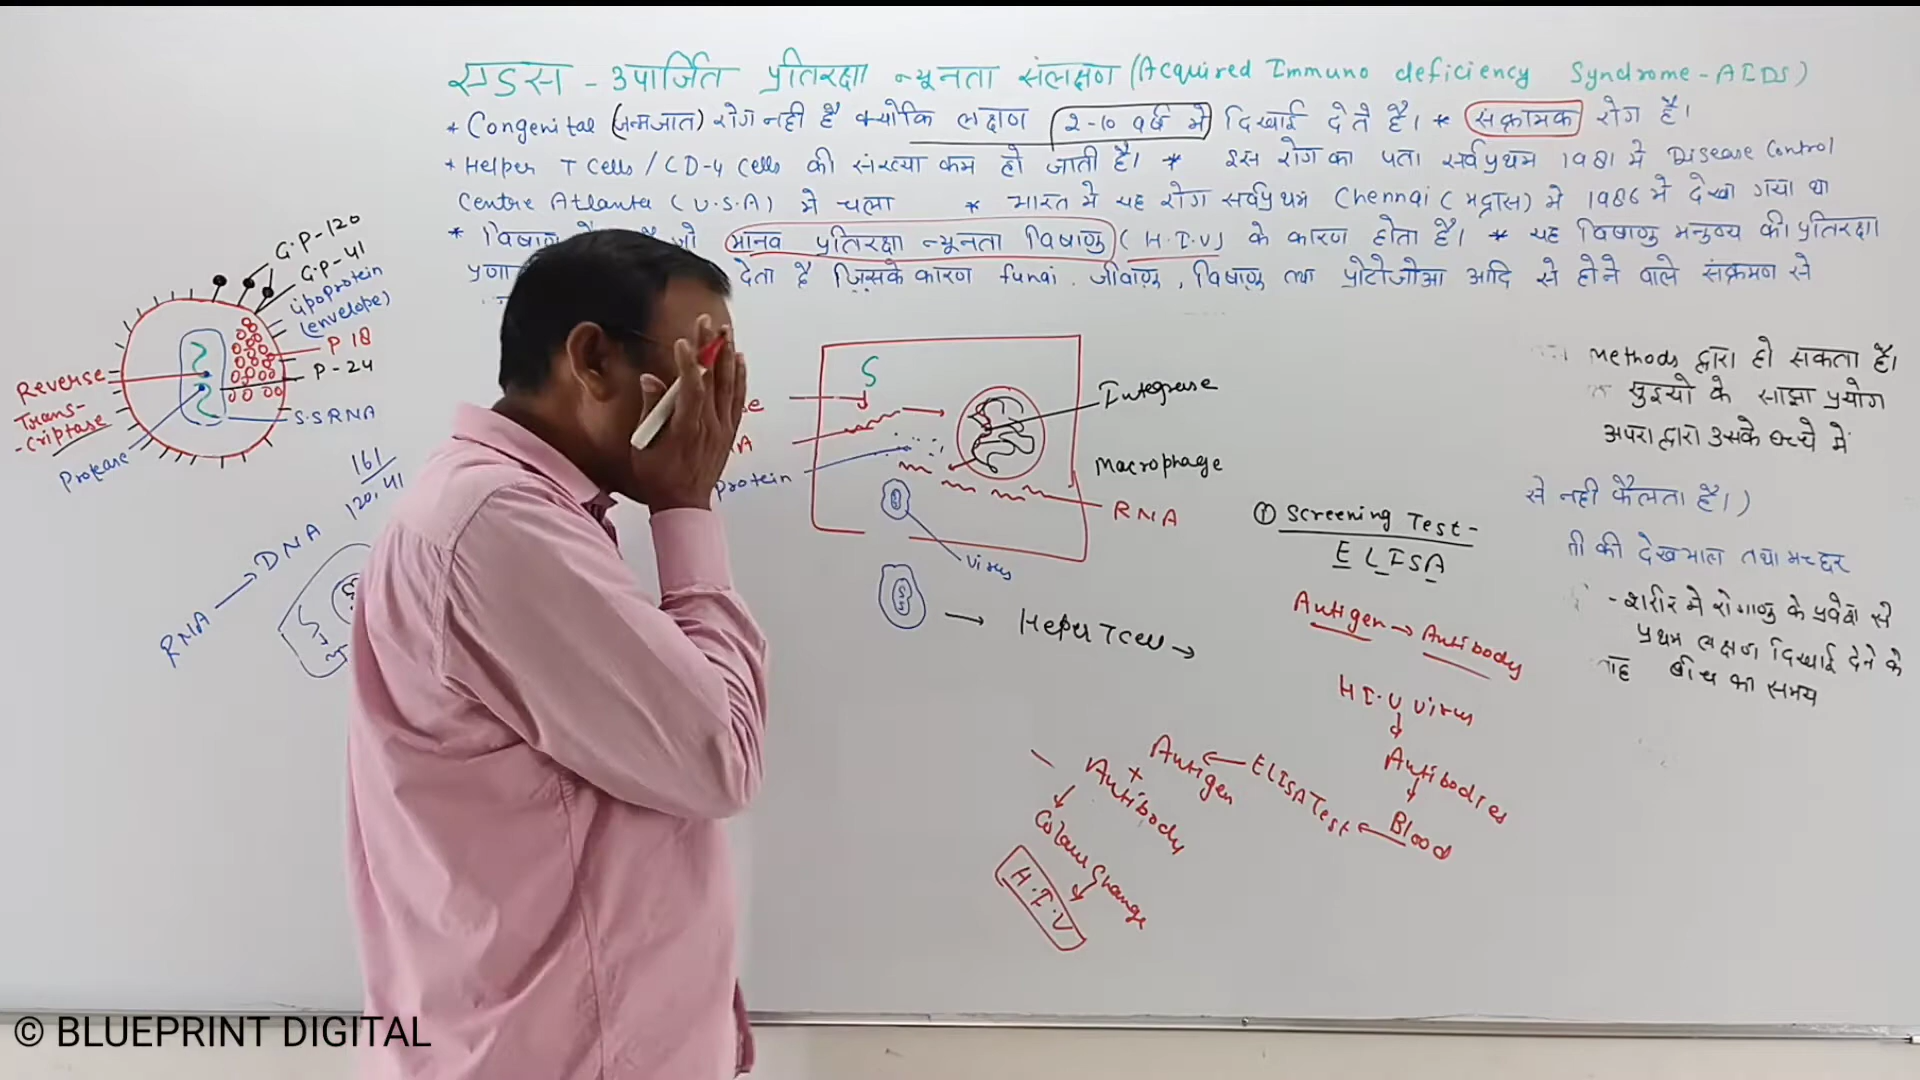 एड्स - उपार्जित प्रतिरक्षा न्यूनता संलक्षण (Acquired Immuno deficiency Syndrome - AIDS)
* Congenital (जन्मजात) रोग नही है क्योकि लक्षण 2-10 वर्ष मे दिखाई देते है। * संक्रामक रोग है।
* Helper T Cells / CD-4 Cells की संख्या कम हो जाती है। * इस रोग का पता सर्वप्रथम 1981 मे Disease Control
Centre Atlanta (U.S.A) मे चला * भारत मे यह रोग सर्वप्रथम Chennai (मद्रास) मे 1986 मे देखा गया था
* जो मानव प्रतिरक्षा न्यूनता विषाणु (H.I.V) के कारण होता है। * यह विषाणु मनुष्य की प्रतिरक्षा
देता है जिसके कारण fungi, जीवाणु, विषाणु तथा प्रोटोजोआ आदि से होने वाले संक्रमण से
G.P-120
G.P-41
Lipoprotein
(envelope)
P 18
P-24
S.S RNA
Reverse
Trans-
-criptase
Protease
161
120,41
RNA → DNA
S
Protein
Integrase
Macrophage
RNA
Virus
→ Heper T cell →
Methods द्वारा हो सकता है।
सुइयो के साझा प्रयोग
अपरा द्वारा उसके बच्चे में
से नही फैलता है।)
की देखभाल तथा मच्छर
- शरीर मे रोगाणु के प्रवेश से
प्रथम लक्षण दिखाई देने के
बीच का समय
① Screening Test -
ELISA
Antigen → Antibody
H I.V Virus
↓
Antibodies
↓
Blood
ELISA Test
Antigen
+
Antibody
Colour Change
H.I.V
© BLUEPRINT DIGITAL